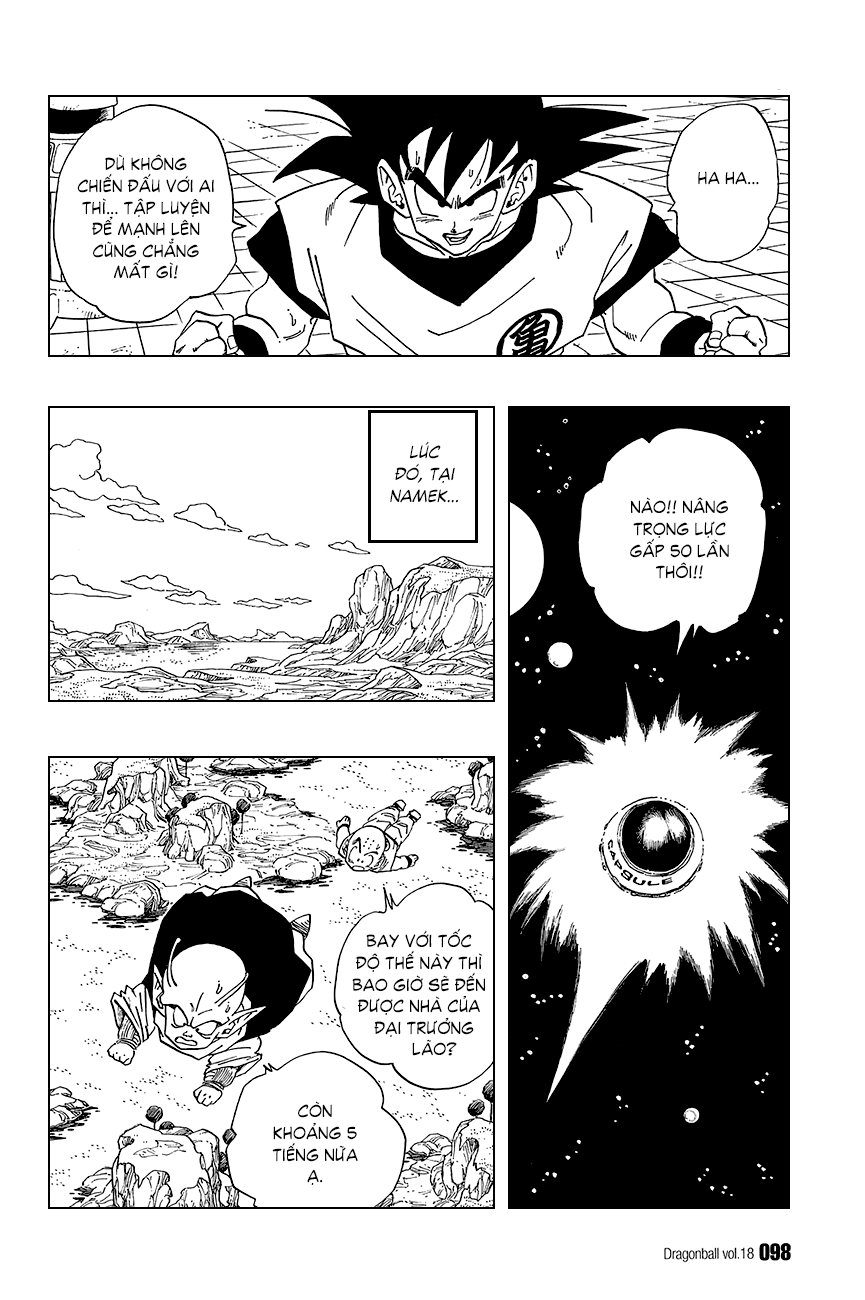 HA HA...
DÙ KHÔNG
CHIẾN ĐẤU VỚI AI
THÌ... TẬP LUYỆN
ĐỂ MẠNH LÊN
CŨNG CHẲNG
MẤT GÌ!
亀
NÀO!! NÂNG
TRỌNG LỰC
GẤP 50 LẦN
THÔI!!
CAPSULE
LÚC
ĐÓ, TẠI
NAMEK...
BAY VỚI TỐC
ĐỘ THẾ NÀY THÌ
BAO GIỜ SẼ ĐẾN
ĐƯỢC NHÀ CỦA
ĐẠI TRƯỞNG
LÀO?
CÒN
KHOẢNG 5
TIẾNG NỮA
Ạ.
Dragonball vol.18 098